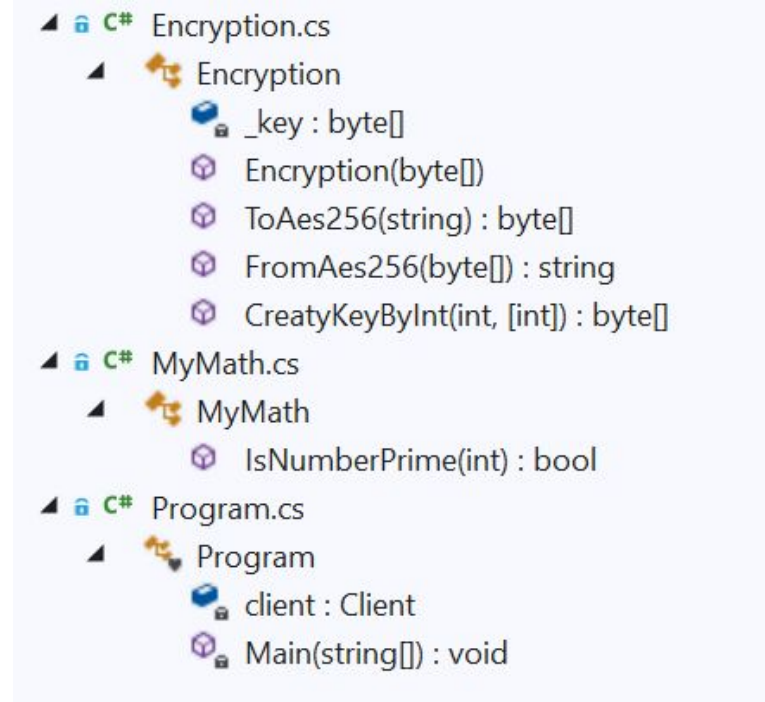 C# Encryption.cs
Encryption
_key : byte[]
Encryption(byte[])
ToAes256(string) : byte[]
FromAes256(byte[]) : string
CreatyKeyByInt(int, [int]) : byte[]
C# MyMath.cs
MyMath
IsNumberPrime(int) : bool
C# Program.cs
Program
client : Client
Main(string[]) : void